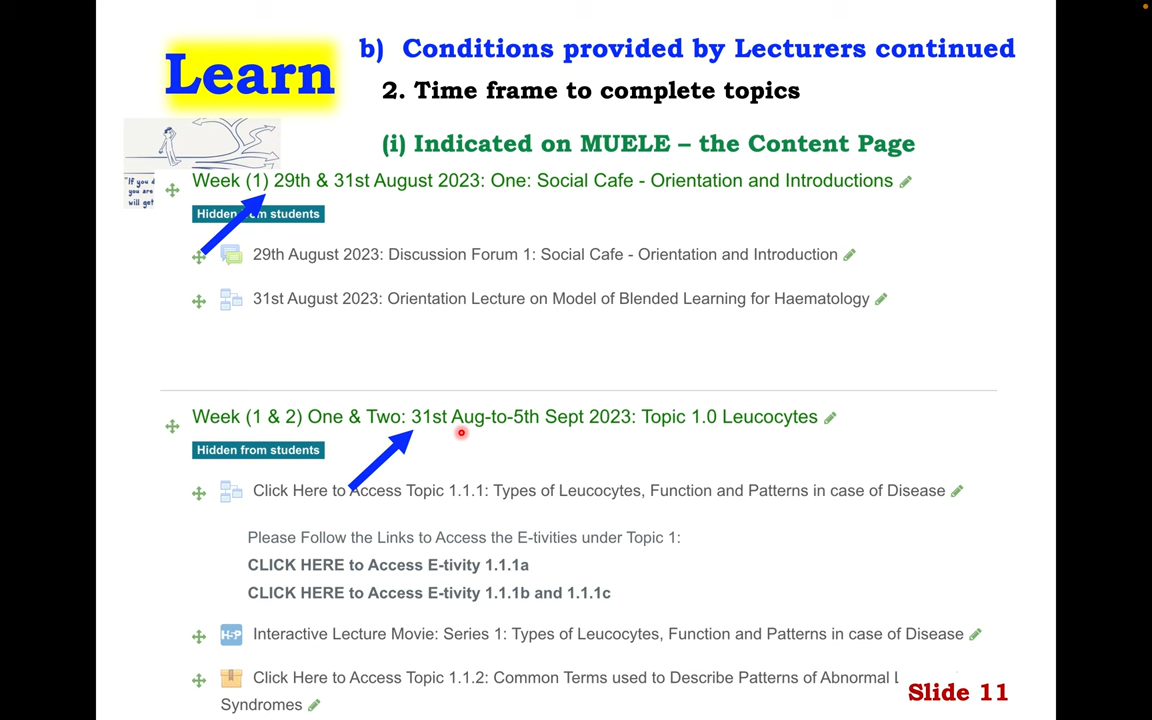 Learn
b) Conditions provided by Lecturers continued
2. Time frame to complete topics
(i) Indicated on MUELE – the Content Page
"If you d
you are
will get
Week (1) 29th & 31st August 2023: One: Social Cafe - Orientation and Introductions
Hidden from students
29th August 2023: Discussion Forum 1: Social Cafe - Orientation and Introduction
31st August 2023: Orientation Lecture on Model of Blended Learning for Haematology
Week (1 & 2) One & Two: 31st Aug-to-5th Sept 2023: Topic 1.0 Leucocytes
Hidden from students
Click Here to Access Topic 1.1.1: Types of Leucocytes, Function and Patterns in case of Disease
Please Follow the Links to Access the E-tivities under Topic 1:
CLICK HERE to Access E-tivity 1.1.1a
CLICK HERE to Access E-tivity 1.1.1b and 1.1.1c
H-P Interactive Lecture Movie: Series 1: Types of Leucocytes, Function and Patterns in case of Disease
Click Here to Access Topic 1.1.2: Common Terms used to Describe Patterns of Abnormal
Syndromes
Slide 11